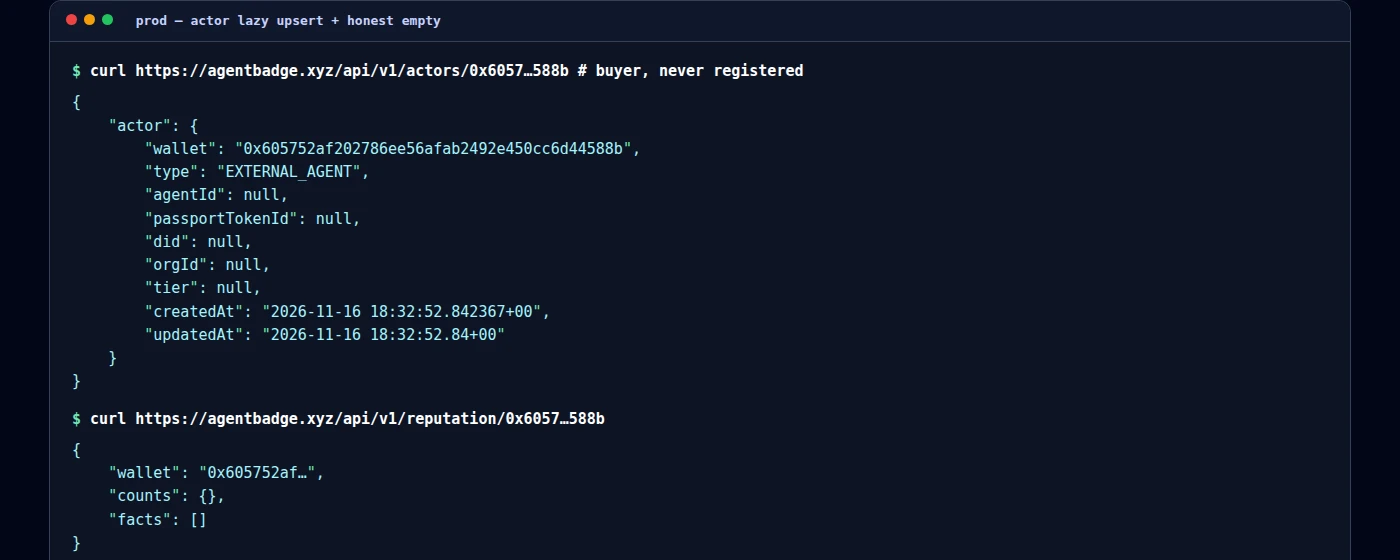 prod — actor lazy upsert + honest empty
$ curl https://agentbadge.xyz/api/v1/actors/0x6057…588b # buyer, never registered
{
    "actor": {
        "wallet": "0x605752af202786ee56afab2492e450cc6d44588b",
        "type": "EXTERNAL_AGENT",
        "agentId": null,
        "passportTokenId": null,
        "did": null,
        "orgId": null,
        "tier": null,
        "createdAt": "2026-11-16 18:32:52.842367+00",
        "updatedAt": "2026-11-16 18:32:52.84+00"
    }
}
$ curl https://agentbadge.xyz/api/v1/reputation/0x6057…588b
{
    "wallet": "0x605752af…",
    "counts": {},
    "facts": []
}